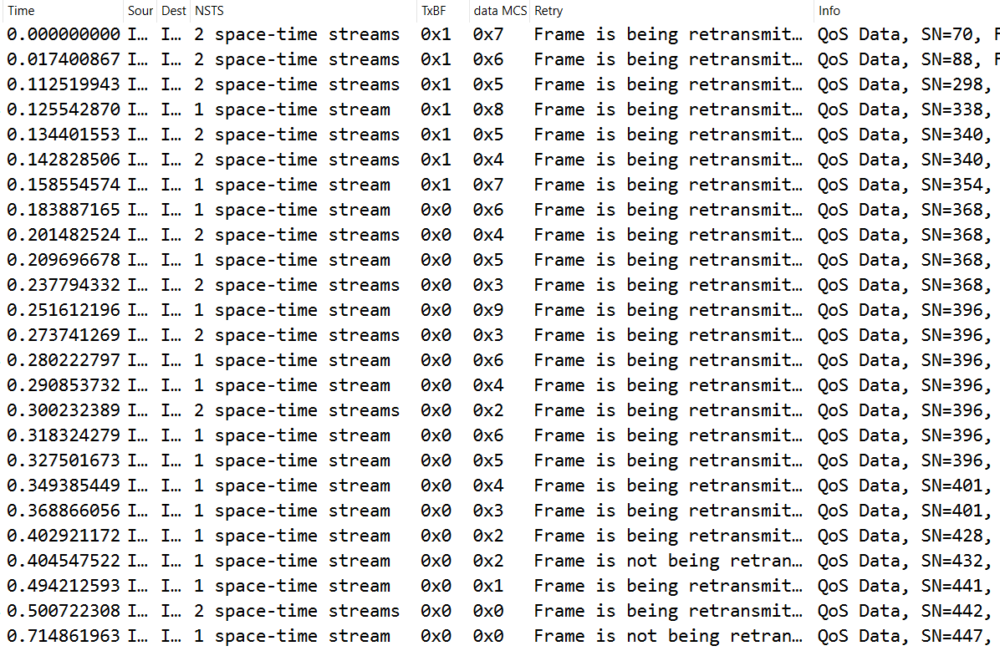 Time Sour Dest NSTS TxBF data MCS Retry Info
0.000000000 I… I… 2 space-time streams 0x1 0x7 Frame is being retransmit… QoS Data, SN=70, F
0.017400867 I… I… 2 space-time streams 0x1 0x6 Frame is being retransmit… QoS Data, SN=88, F
0.112519943 I… I… 2 space-time streams 0x1 0x5 Frame is being retransmit… QoS Data, SN=298,
0.125542870 I… I… 1 space-time stream 0x1 0x8 Frame is being retransmit… QoS Data, SN=338,
0.134401553 I… I… 2 space-time streams 0x1 0x5 Frame is being retransmit… QoS Data, SN=340,
0.142828506 I… I… 2 space-time streams 0x1 0x4 Frame is being retransmit… QoS Data, SN=340,
0.158554574 I… I… 1 space-time stream 0x1 0x7 Frame is being retransmit… QoS Data, SN=354,
0.183887165 I… I… 1 space-time stream 0x0 0x6 Frame is being retransmit… QoS Data, SN=368,
0.201482524 I… I… 2 space-time streams 0x0 0x4 Frame is being retransmit… QoS Data, SN=368,
0.209696678 I… I… 1 space-time stream 0x0 0x5 Frame is being retransmit… QoS Data, SN=368,
0.237794332 I… I… 2 space-time streams 0x0 0x3 Frame is being retransmit… QoS Data, SN=368,
0.251612196 I… I… 1 space-time stream 0x0 0x9 Frame is being retransmit… QoS Data, SN=396,
0.273741269 I… I… 2 space-time streams 0x0 0x3 Frame is being retransmit… QoS Data, SN=396,
0.280222797 I… I… 1 space-time stream 0x0 0x6 Frame is being retransmit… QoS Data, SN=396,
0.290853732 I… I… 1 space-time stream 0x0 0x4 Frame is being retransmit… QoS Data, SN=396,
0.300232389 I… I… 2 space-time streams 0x0 0x2 Frame is being retransmit… QoS Data, SN=396,
0.318324279 I… I… 1 space-time stream 0x0 0x6 Frame is being retransmit… QoS Data, SN=396,
0.327501673 I… I… 1 space-time stream 0x0 0x5 Frame is being retransmit… QoS Data, SN=396,
0.349385449 I… I… 1 space-time stream 0x0 0x4 Frame is being retransmit… QoS Data, SN=401,
0.368866056 I… I… 1 space-time stream 0x0 0x3 Frame is being retransmit… QoS Data, SN=401,
0.402921172 I… I… 1 space-time stream 0x0 0x2 Frame is being retransmit… QoS Data, SN=428,
0.404547522 I… I… 1 space-time stream 0x0 0x2 Frame is not being retran… QoS Data, SN=432,
0.494212593 I… I… 1 space-time stream 0x0 0x1 Frame is being retransmit… QoS Data, SN=441,
0.500722308 I… I… 2 space-time streams 0x0 0x0 Frame is being retransmit… QoS Data, SN=442,
0.714861963 I… I… 1 space-time stream 0x0 0x0 Frame is not being retran… QoS Data, SN=447,